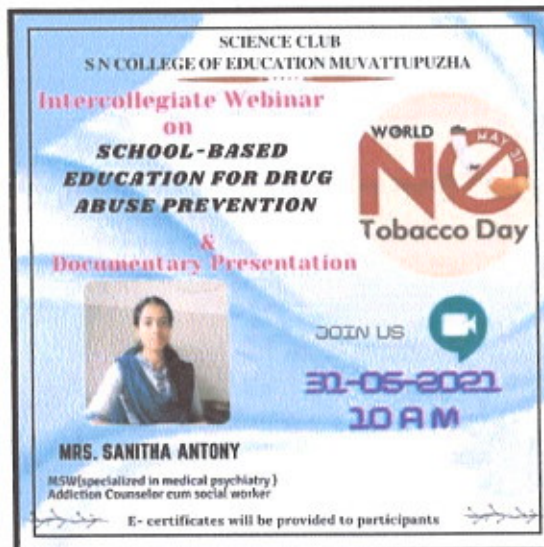 SCIENCE CLUB
S N COLLEGE OF EDUCATION MUVATTUPUZHA
Intercollegiate Webinar
on
SCHOOL-BASED
EDUCATION FOR DRUG
ABUSE PREVENTION
&
Documentary Presentation
WORLD
NO
MAY 31
Tobacco Day
JOIN US
31-05-2021
10 AM
MRS. SANITHA ANTONY
MSW(specialized in medical psychiatry )
Addiction Counselor cum social worker
E- certificates will be provided to participants